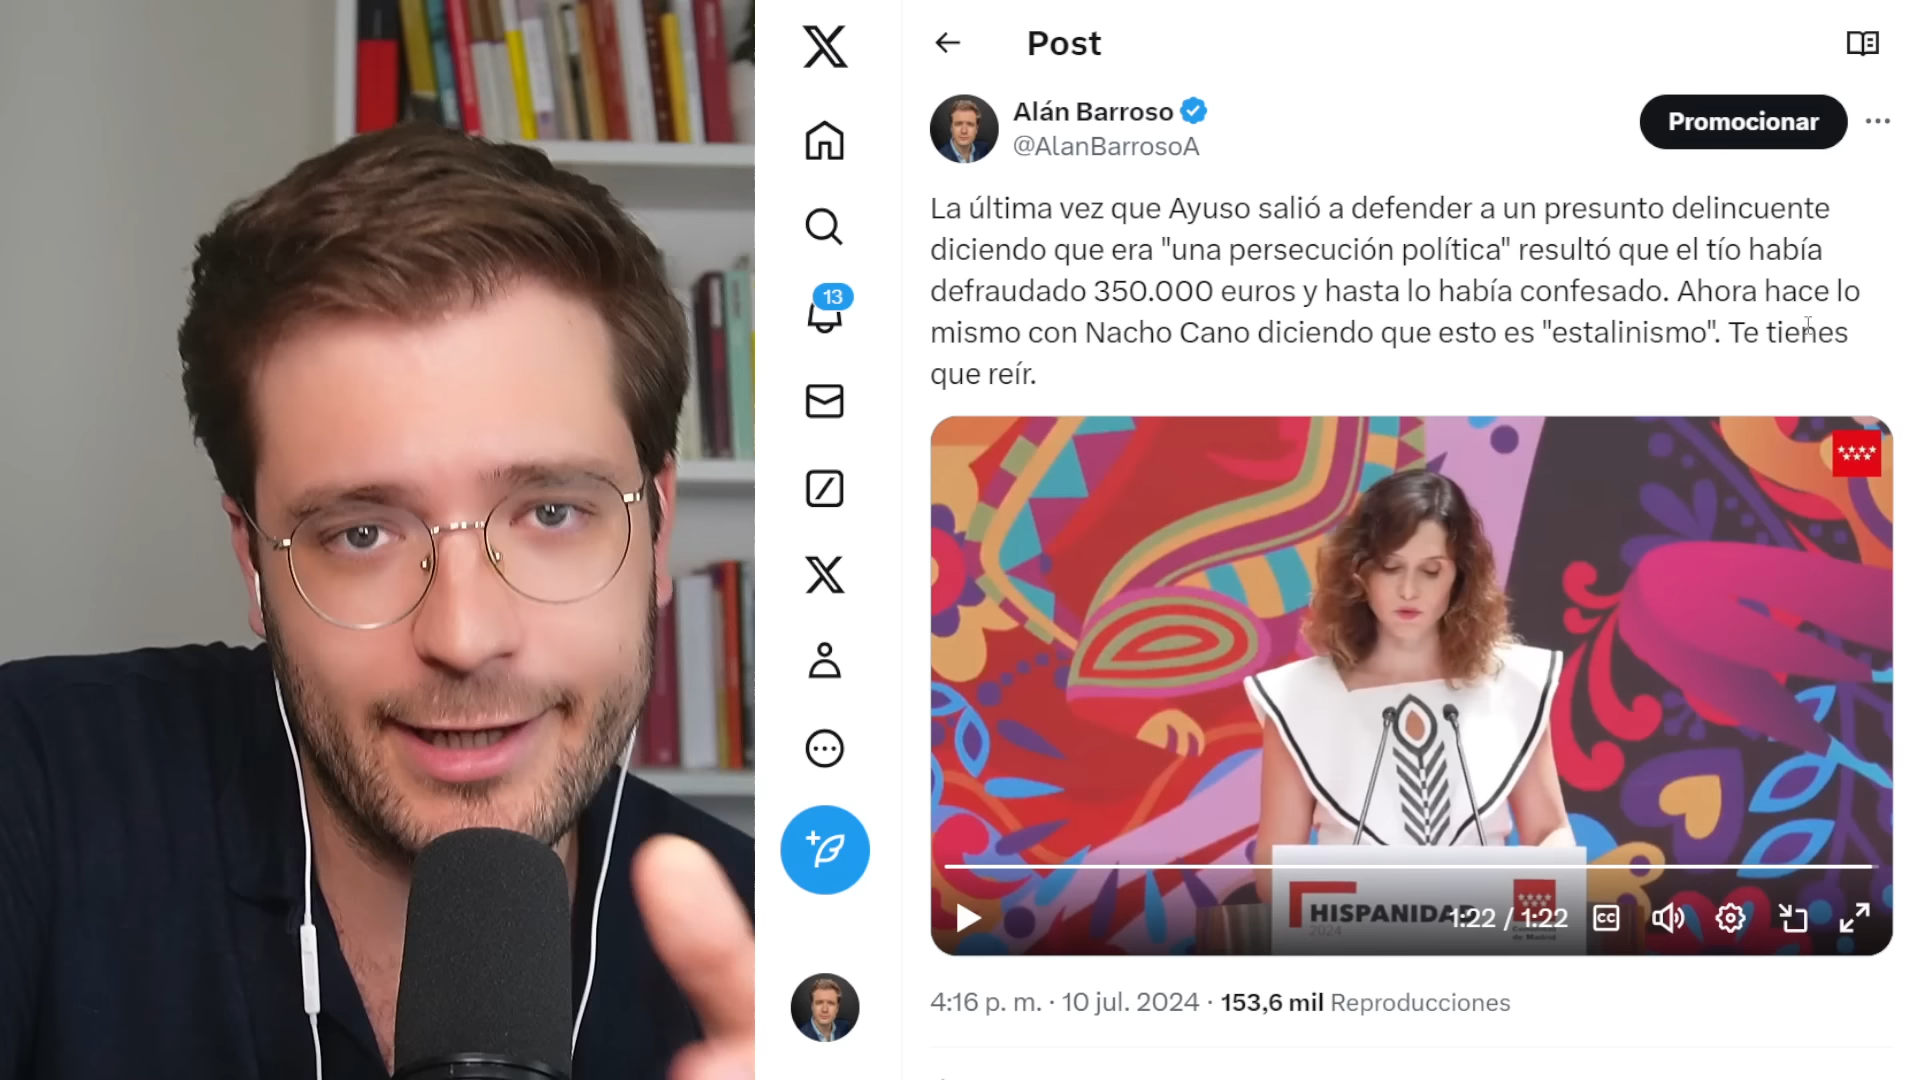 Post
Alán Barroso
@AlanBarrosoA
Promocionar
13
La última vez que Ayuso salió a defender a un presunto delincuente
diciendo que era "una persecución política" resultó que el tío había
defraudado 350.000 euros y hasta lo había confesado. Ahora hace lo
mismo con Nacho Cano diciendo que esto es "estalinismo". Te tienes
que reír.
HISPANIDAD
2024
1:22 / 1:22
CC
4:16 p. m. · 10 jul. 2024 · 153,6 mil Reproducciones